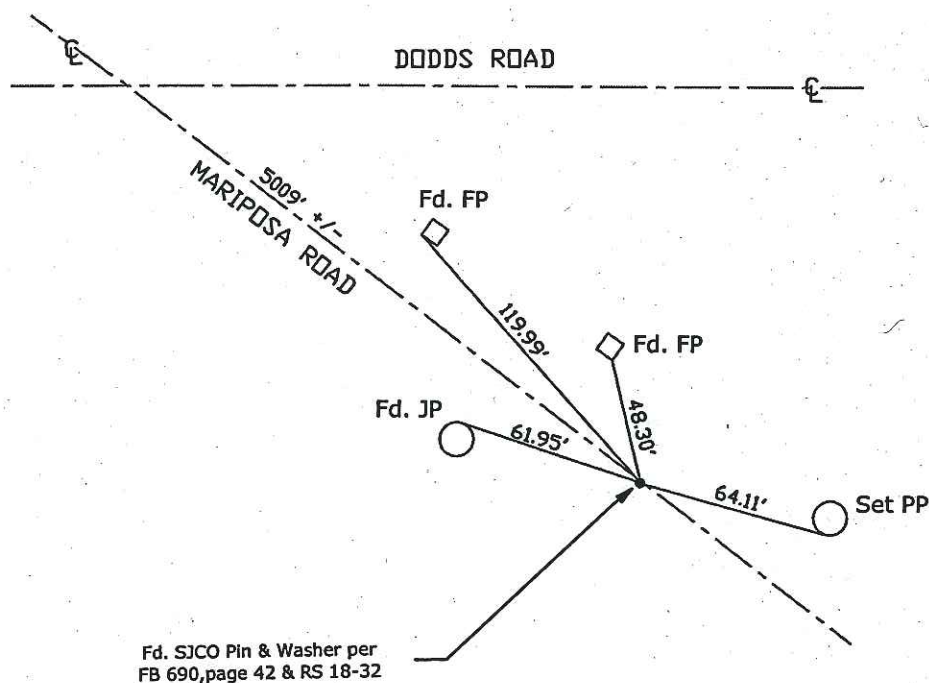 ℄
DODDS ROAD
℄
5009' +/-
MARIPOSA ROAD
Fd. FP
119.99'
Fd. FP
48.30'
Fd. JP
61.95'
64.11'
Set PP
Fd. SJCO Pin & Washer per
FB 690,page 42 & RS 18-32